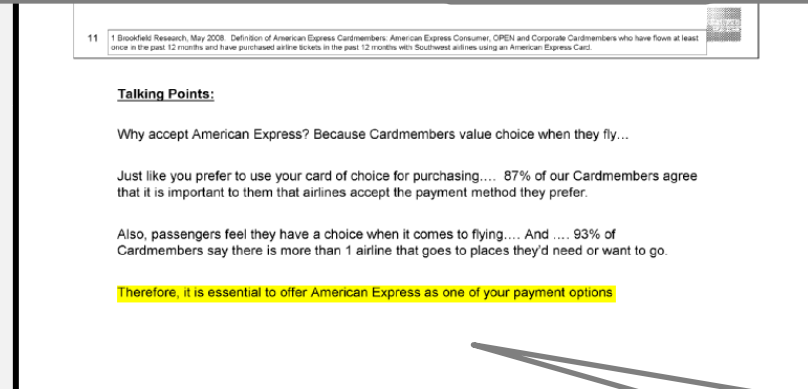 11
1 Brookfield Research, May 2008. Definition of American Express Cardmembers: American Express Consumer, OPEN and Corporate Cardmembers who have flown at least
once in the past 12 months and have purchased airline tickets in the past 12 months with Southwest airlines using an American Express Card.
Talking Points:
Why accept American Express? Because Cardmembers value choice when they fly…
Just like you prefer to use your card of choice for purchasing…. 87% of our Cardmembers agree
that it is important to them that airlines accept the payment method they prefer.
Also, passengers feel they have a choice when it comes to flying…. And …. 93% of
Cardmembers say there is more than 1 airline that goes to places they'd need or want to go.
Therefore, it is essential to offer American Express as one of your payment options